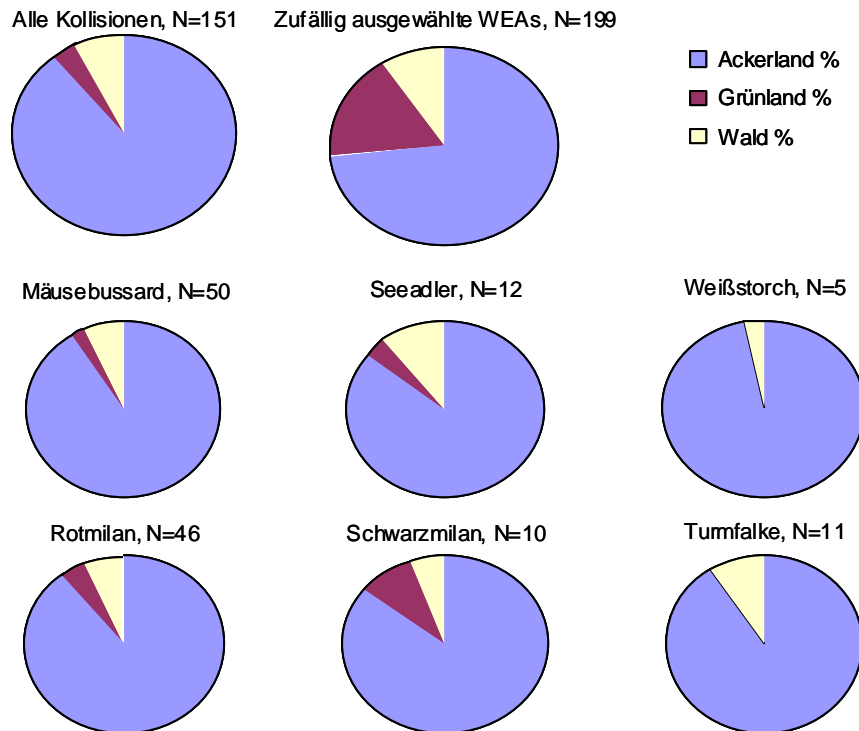 Alle Kollisionen, N=151
Zufällig ausgewählte WEAs, N=199
Ackerland %
Grünland %
Wald %
Mäusebussard, N=50
Seeadler, N=12
Weißstorch, N=5
Rotmilan, N=46
Schwarzmilan, N=10
Turmfalke, N=11